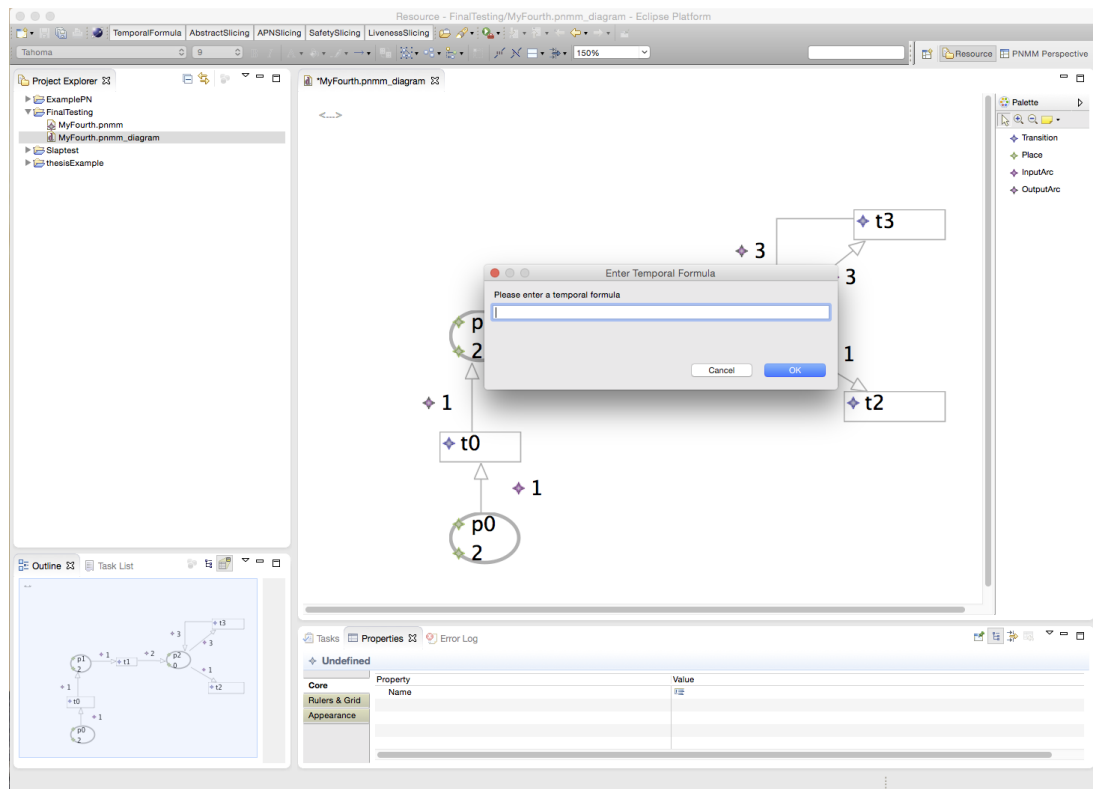 Resource - FinalTesting/MyFourth.pnmm_diagram - Eclipse Platform
TemporalFormula AbstractSlicing APNSlicing SafetySlicing LivenessSlicing
Tahoma 9 150% Resource PNMM Perspective
Project Explorer
ExamplePN
FinalTesting
MyFourth.pnmm
MyFourth.pnmm_diagram
Slaptest
thesisExample
*MyFourth.pnmm_diagram
<...>
t3
3
3
Enter Temporal Formula
Please enter a temporal formula
Cancel OK
p
2
1
1
t2
t0
1
p0
2
Palette
Transition
Place
InputArc
OutputArc
Outline Task List
+ t3
+ 3
+ 3
p1
2
+ 1
+ t1
+ 2
p2
0
+ 1
+ t2
+ 1
+ t0
+ 1
p0
2
Tasks Properties Error Log
Undefined
Core
Rulers & Grid
Appearance
Property Value
Name